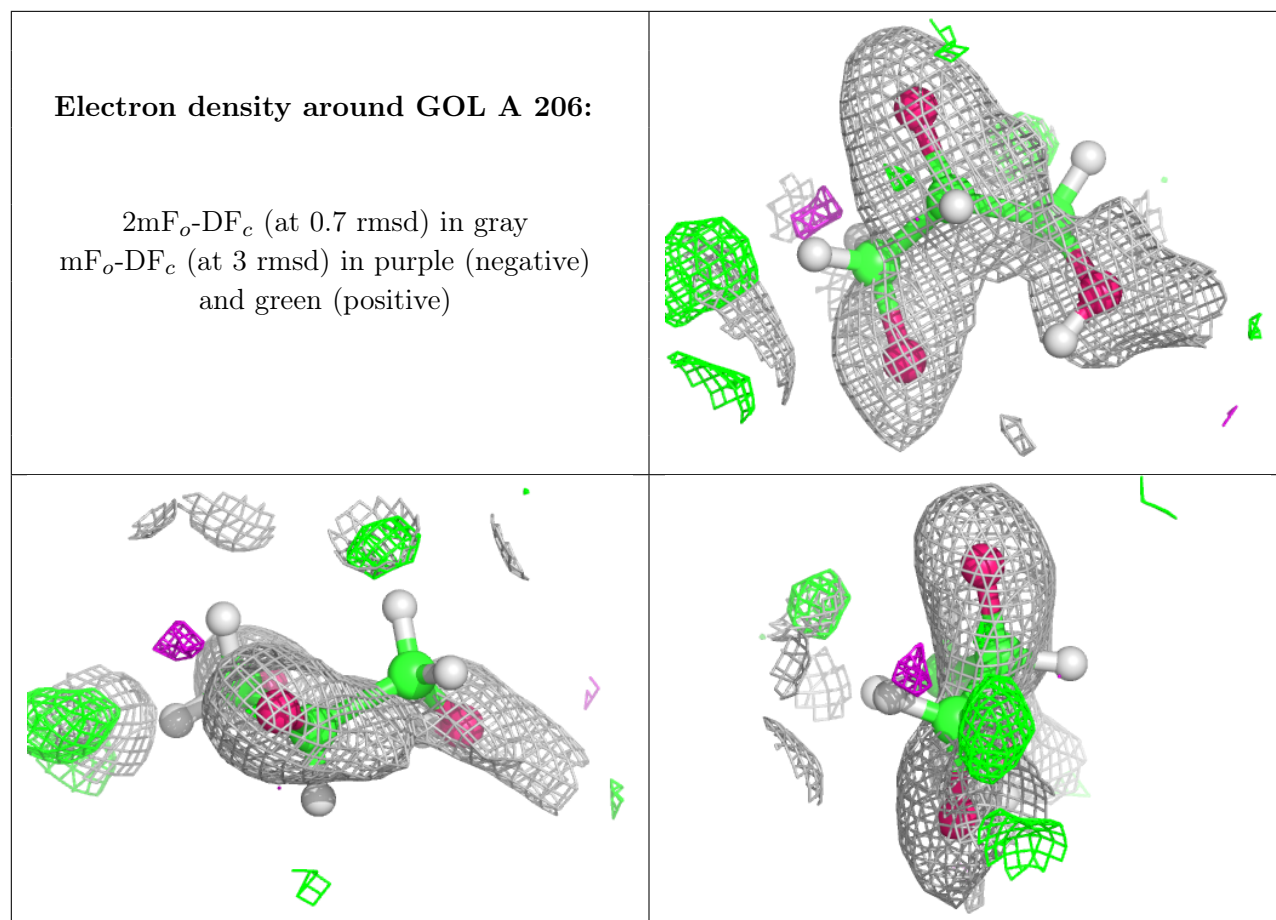 Electron density around GOL A 206:
2mFo-DFc (at 0.7 rmsd) in gray
mFo-DFc (at 3 rmsd) in purple (negative)
and green (positive)